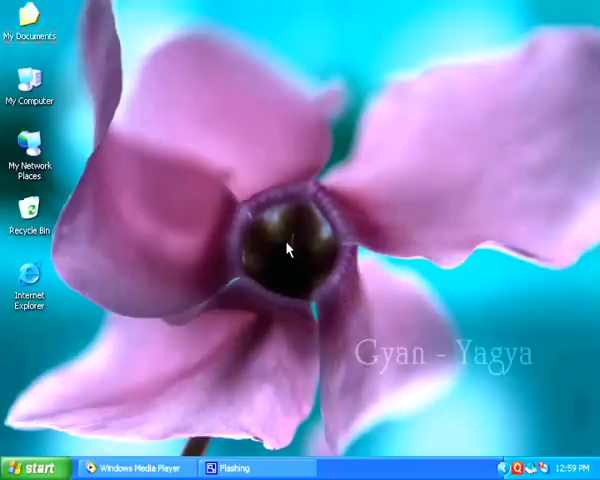 My Documents
My Computer
My Network
Places
Recycle Bin
Internet
Explorer
Gyan - Yagya
start
Windows Media Player
Flashing
12:59 PM